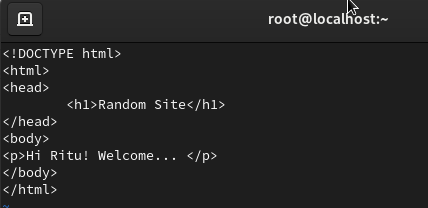 root@localhost:~
<!DOCTYPE html>
<html>
<head>
        <h1>Random Site</h1>
</head>
<body>
<p>Hi Ritu! Welcome... </p>
</body>
</html>
~